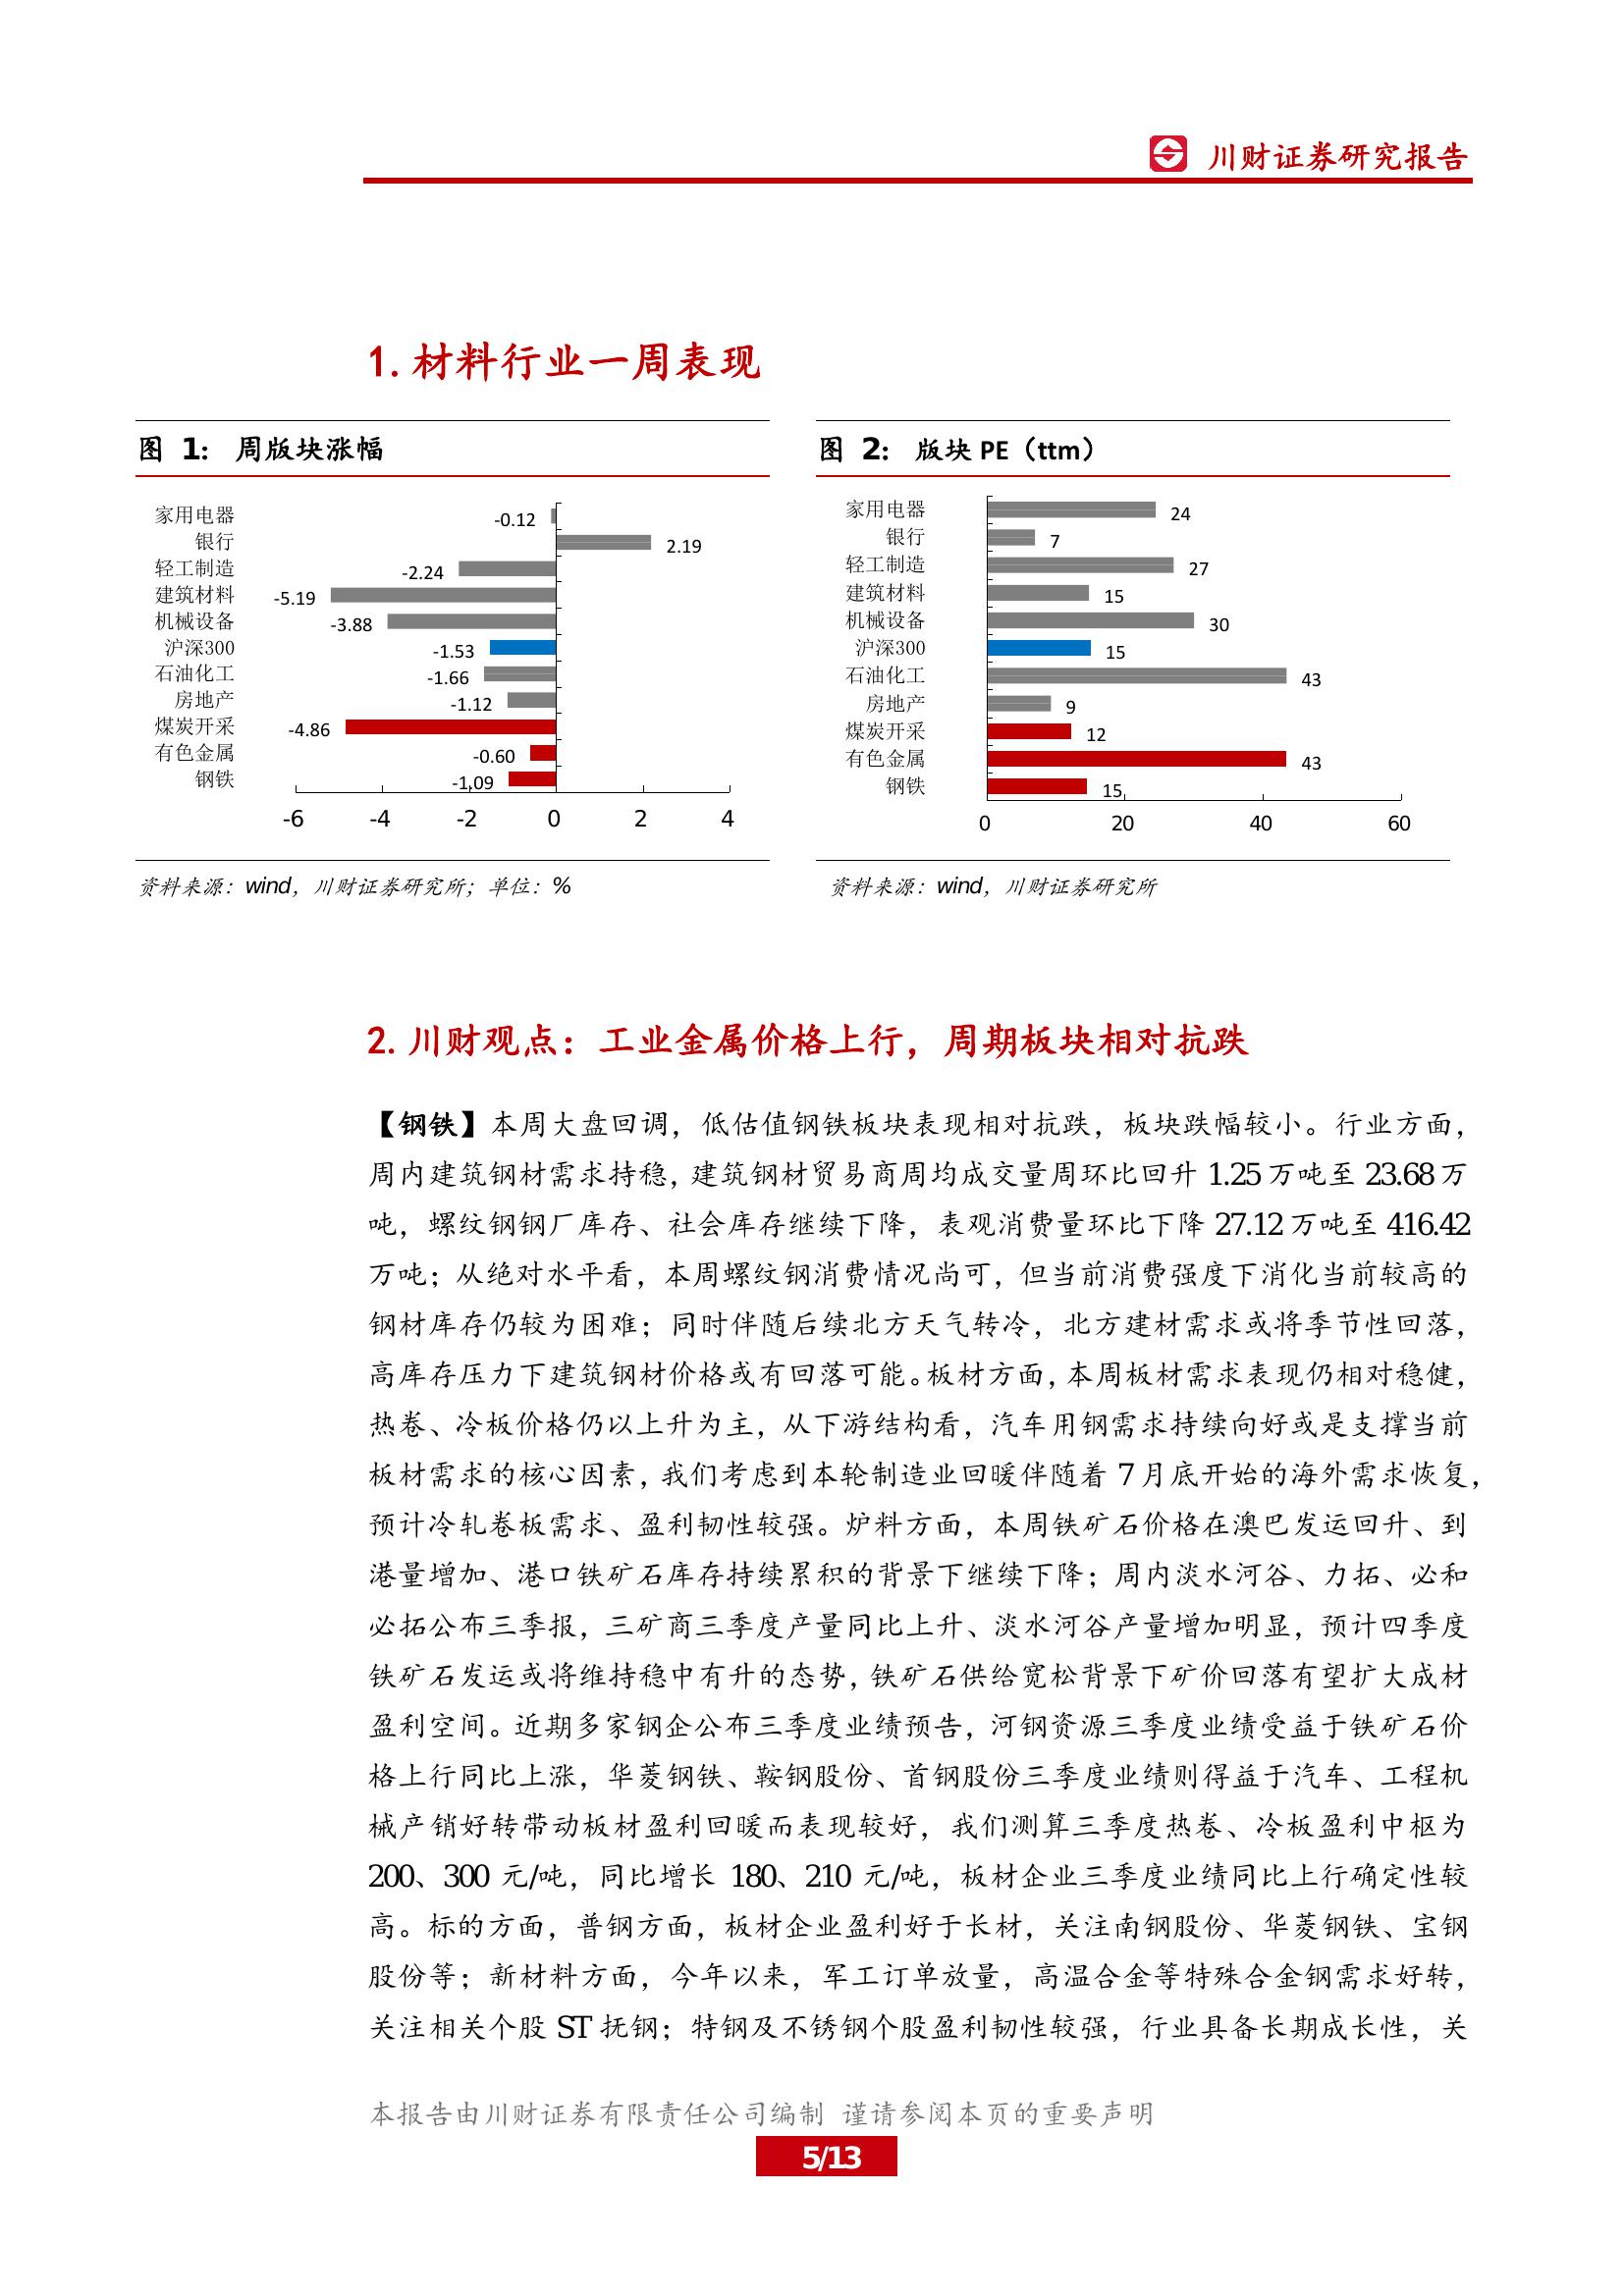 川财证券研究报告
1. 材料行业一周表现
图 1： 周版块涨幅
家用电器 -0.12
银行 2.19
轻工制造 -2.24
建筑材料 -5.19
机械设备 -3.88
沪深300 -1.53
石油化工 -1.66
房地产 -1.12
煤炭开采 -4.86
有色金属 -0.60
钢铁 -1.09
-6 -4 -2 0 2 4
资料来源：wind，川财证券研究所；单位：%
图 2： 版块 PE（ttm）
家用电器 24
银行 7
轻工制造 27
建筑材料 15
机械设备 30
沪深300 15
石油化工 43
房地产 9
煤炭开采 12
有色金属 43
钢铁 15
0 20 40 60
资料来源：wind，川财证券研究所
2. 川财观点：工业金属价格上行，周期板块相对抗跌
【钢铁】本周大盘回调，低估值钢铁板块表现相对抗跌，板块跌幅较小。行业方面，
周内建筑钢材需求持稳，建筑钢材贸易商周均成交量周环比回升 1.25 万吨至 23.68 万
吨，螺纹钢钢厂库存、社会库存继续下降，表观消费量环比下降 27.12 万吨至 416.42
万吨；从绝对水平看，本周螺纹钢消费情况尚可，但当前消费强度下消化当前较高的
钢材库存仍较为困难；同时伴随后续北方天气转冷，北方建材需求或将季节性回落，
高库存压力下建筑钢材价格或有回落可能。板材方面，本周板材需求表现仍相对稳健，
热卷、冷板价格仍以上升为主，从下游结构看，汽车用钢需求持续向好或是支撑当前
板材需求的核心因素，我们考虑到本轮制造业回暖伴随着 7 月底开始的海外需求恢复，
预计冷轧卷板需求、盈利韧性较强。炉料方面，本周铁矿石价格在澳巴发运回升、到
港量增加、港口铁矿石库存持续累积的背景下继续下降；周内淡水河谷、力拓、必和
必拓公布三季报，三矿商三季度产量同比上升、淡水河谷产量增加明显，预计四季度
铁矿石发运或将维持稳中有升的态势，铁矿石供给宽松背景下矿价回落有望扩大成材
盈利空间。近期多家钢企公布三季度业绩预告，河钢资源三季度业绩受益于铁矿石价
格上行同比上涨，华菱钢铁、鞍钢股份、首钢股份三季度业绩则得益于汽车、工程机
械产销好转带动板材盈利回暖而表现较好，我们测算三季度热卷、冷板盈利中枢为
200、300 元/吨，同比增长 180、210 元/吨，板材企业三季度业绩同比上行确定性较
高。标的方面，普钢方面，板材企业盈利好于长材，关注南钢股份、华菱钢铁、宝钢
股份等；新材料方面，今年以来，军工订单放量，高温合金等特殊合金钢需求好转，
关注相关个股 ST 抚钢；特钢及不锈钢个股盈利韧性较强，行业具备长期成长性，关
本报告由川财证券有限责任公司编制 谨请参阅本页的重要声明
5/13